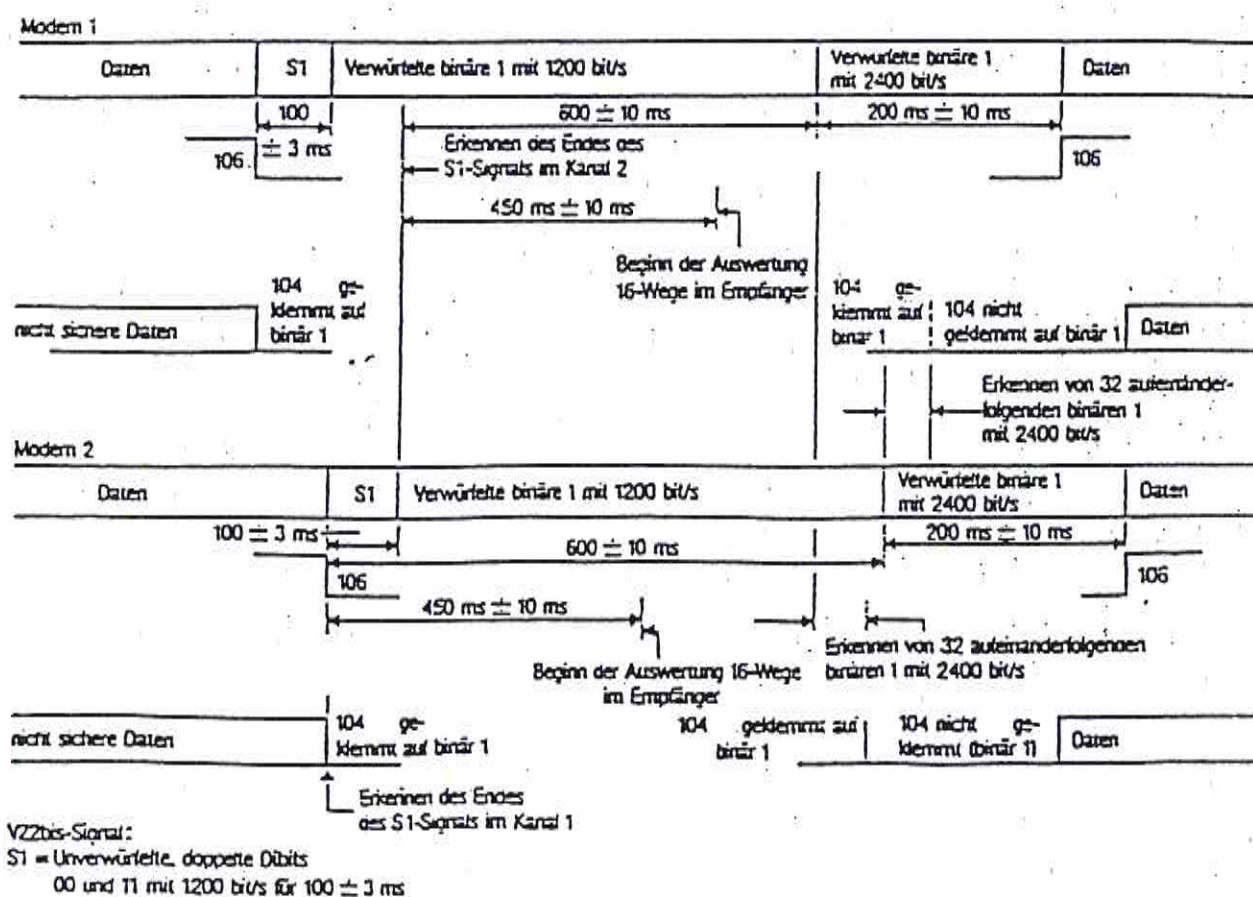 Modem 1
Daten
S1
Verwürfelte binäre 1 mit 1200 bit/s
Verwürfelte binäre 1
mit 2400 bit/s
Daten
100
± 3 ms
600 ± 10 ms
200 ms ± 10 ms
106
Erkennen des Endes des
S1-Signals im Kanal 2
106
450 ms ± 10 ms
Beginn der Auswertung
16-Wege im Empfänger
104 ge-
klemmt auf
binär 1
nicht sichere Daten
104 ge-
klemmt auf
binär 1
104 nicht
geklemmt auf binär 1
Daten
Erkennen von 32 aufeinander-
folgenden binären 1
mit 2400 bit/s
Modem 2
Daten
S1
Verwürfelte binäre 1 mit 1200 bit/s
Verwürfelte binäre 1
mit 2400 bit/s
Daten
100 ± 3 ms
600 ± 10 ms
200 ms ± 10 ms
106
106
450 ms ± 10 ms
Beginn der Auswertung 16-Wege
im Empfänger
Erkennen von 32 aufeinanderfolgenden
binären 1 mit 2400 bit/s
nicht sichere Daten
104 ge-
klemmt auf binär 1
104 geklemmt auf
binär 1
104 nicht ge-
klemmt (binär 1)
Daten
Erkennen des Endes
des S1-Signals im Kanal 1
V22bis-Signal:
S1 = Unverwürfelte, doppelte Dibits
00 und 11 mit 1200 bit/s für 100 ± 3 ms